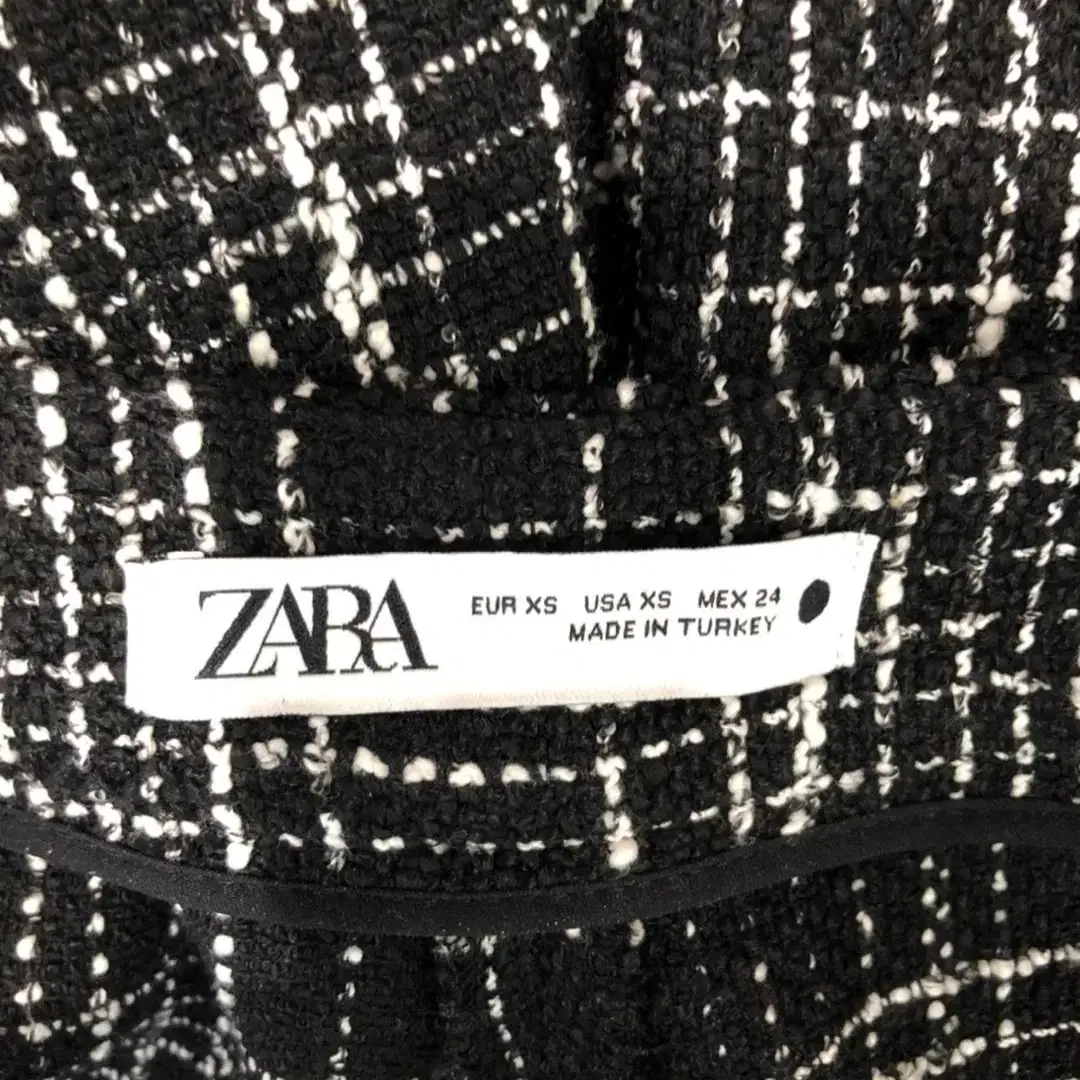 ZARA
EUR XS USA XS MEX 24
MADE IN TURKEY